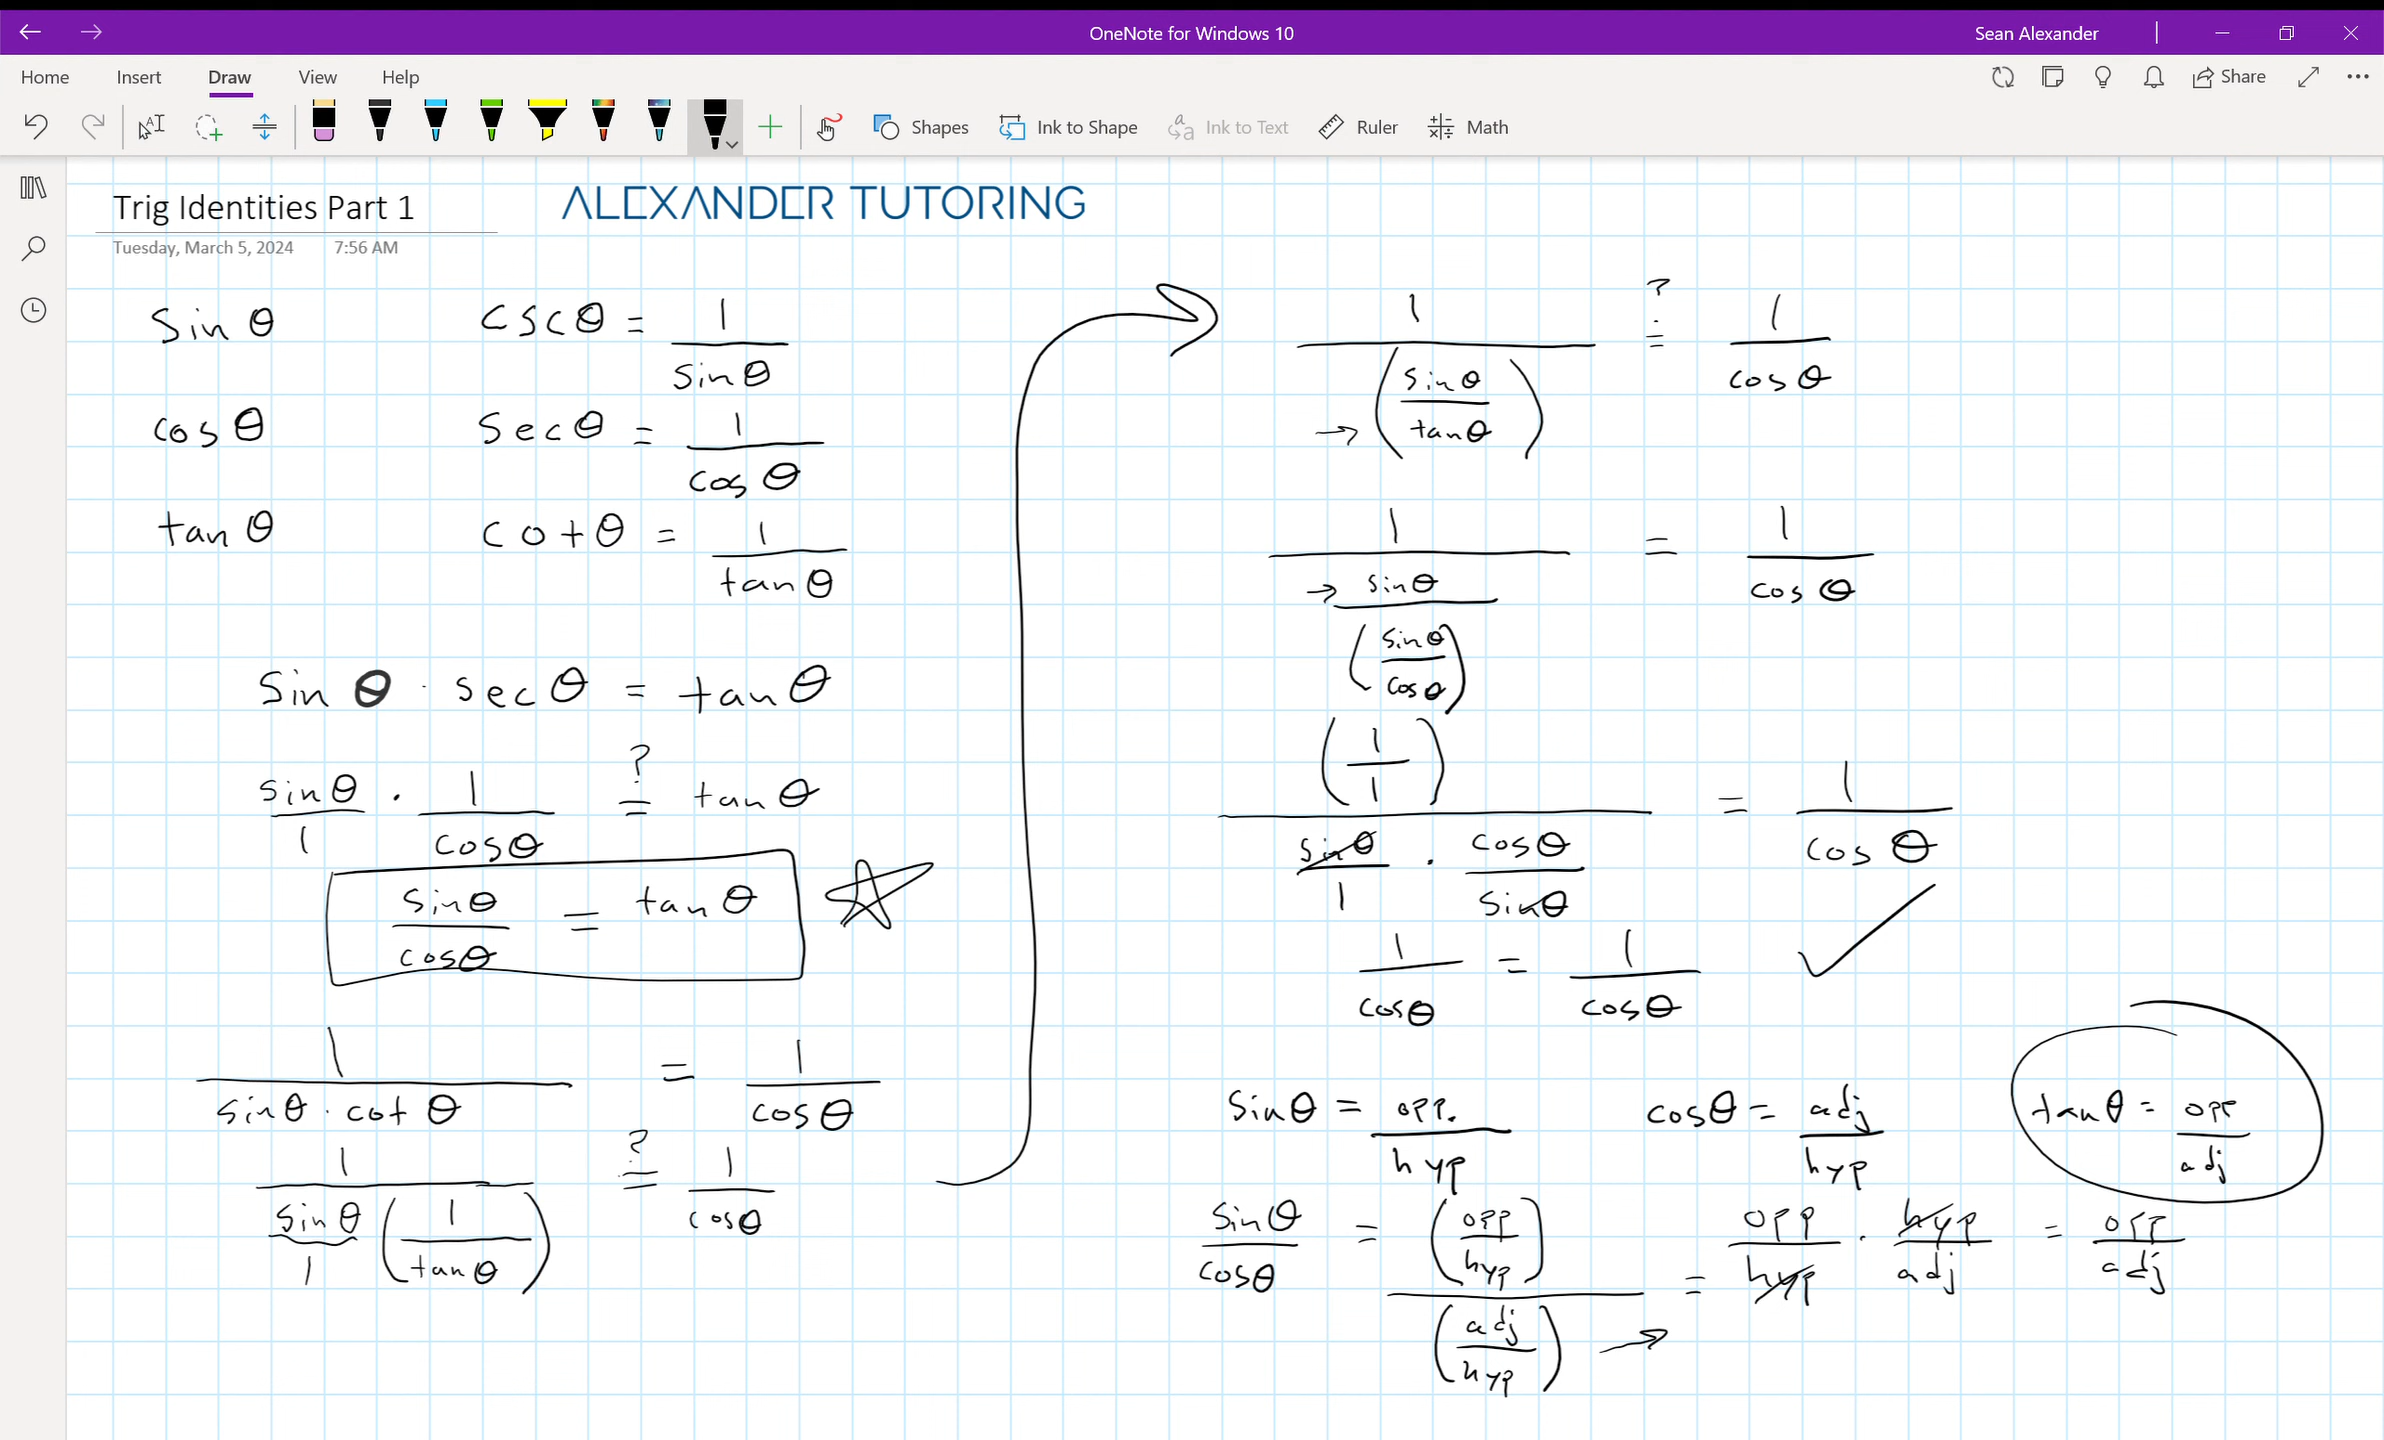 OneNote for Windows 10
Sean Alexander
Home Insert Draw View Help
Share
Shapes Ink to Shape Ink to Text Ruler Math
Trig Identities Part 1
ALEXANDER TUTORING
Tuesday, March 5, 2024 7:56 AM
sin θ
csc θ = 1 / sin θ
cos θ
sec θ = 1 / cos θ
tan θ
cot θ = 1 / tan θ
sin θ · sec θ = tan θ
sin θ / 1 · 1 / cos θ ≟ tan θ
sin θ / cos θ = tan θ ☆
1 / (sin θ · cot θ) = 1 / cos θ
1 / (sin θ / 1 (1 / tan θ)) ≟ 1 / cos θ
1 / → (sin θ / tan θ) ≟ 1 / cos θ
1 / (→ sin θ / (sin θ / cos θ)) = 1 / cos θ
(1 / 1) / (sin θ / 1 · cos θ / sin θ) = 1 / cos θ
1 / cos θ = 1 / cos θ ✓
sin θ = opp. / hyp
cos θ = adj / hyp
tan θ = opp / adj
sin θ / cos θ = (opp / hyp) / (adj / hyp) → = opp / hyp · hyp / adj = opp / adj